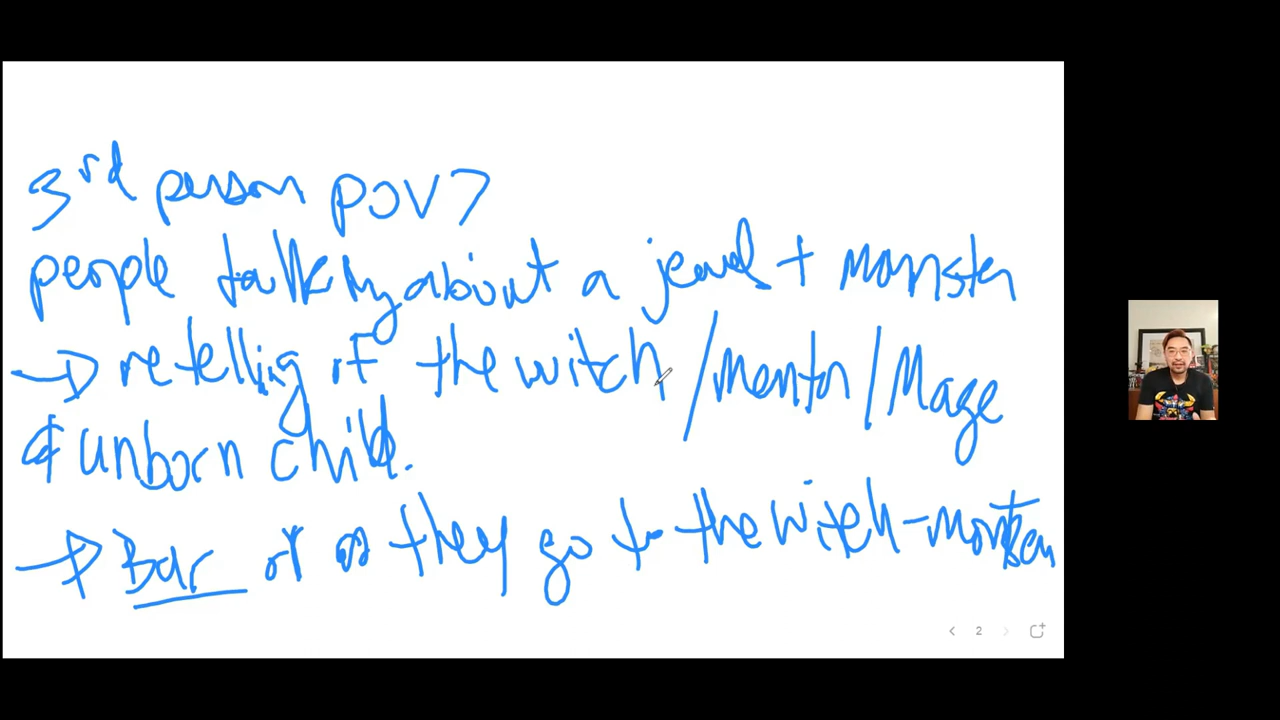 3rd person POV?
people talking about a jewel + monster
→ retelling of the witch/mentor/Mage
& unborn child.
→ Bar or as they go to the witch-
2